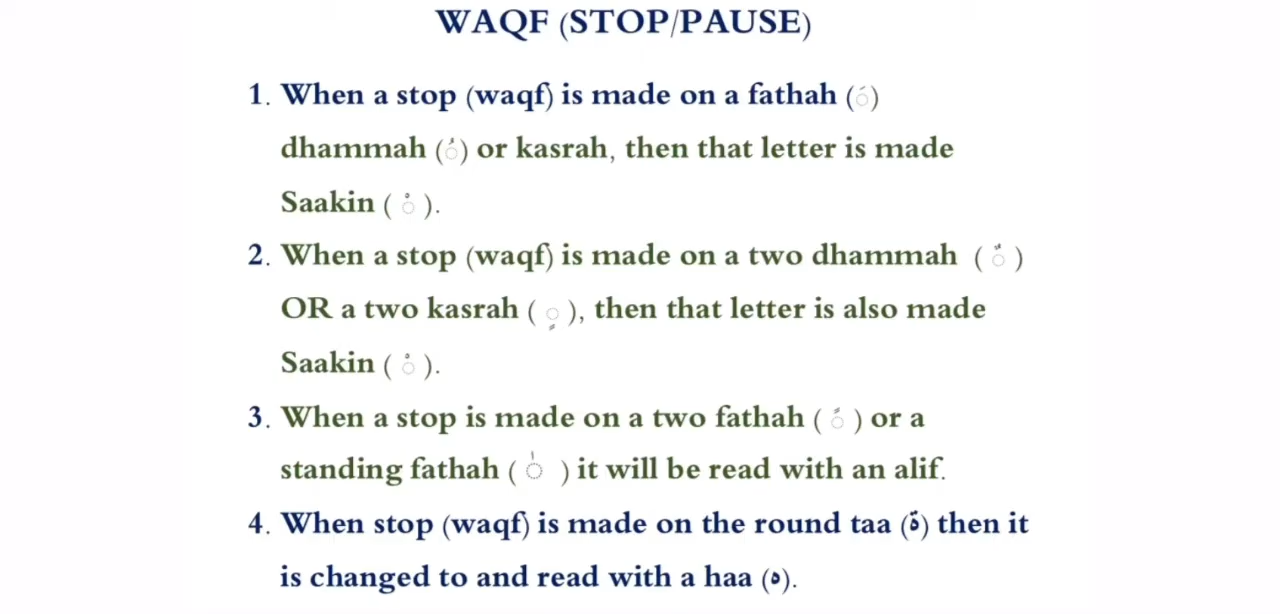 WAQF (STOP/PAUSE)
1. When a stop (waqf) is made on a fathah (◌َ)
dhammah (◌ُ) or kasrah, then that letter is made
Saakin ( ◌ْ ).
2. When a stop (waqf) is made on a two dhammah ( ◌ٌ )
OR a two kasrah ( ◌ٍ ), then that letter is also made
Saakin ( ◌ْ ).
3. When a stop is made on a two fathah ( ◌ً ) or a
standing fathah ( ◌ٰ ) it will be read with an alif.
4. When stop (waqf) is made on the round taa (ة) then it
is changed to and read with a haa (ه).